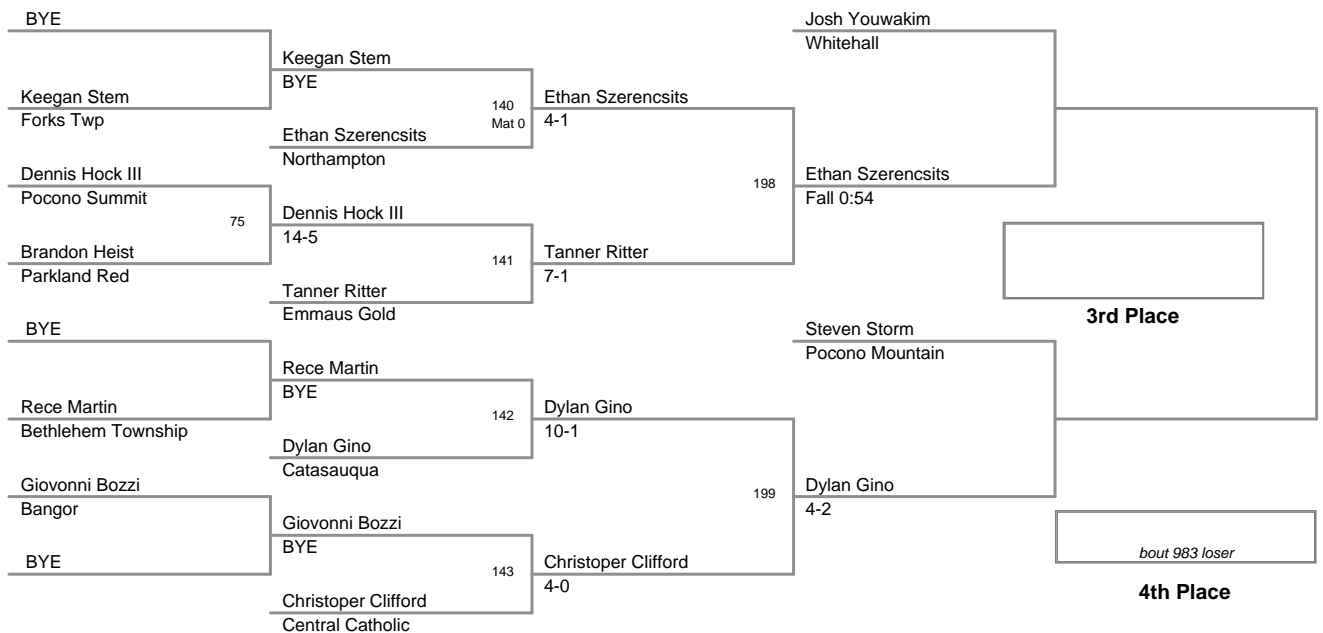 BYE
Keegan Stem
Forks Twp
Dennis Hock III
Pocono Summit
75
Brandon Heist
Parkland Red
BYE
Rece Martin
Bethlehem Township
Giovonni Bozzi
Bangor
BYE
Keegan Stem
BYE
140
Mat 0
Ethan Szerencsits
Northampton
Dennis Hock III
14-5
141
Tanner Ritter
Emmaus Gold
Rece Martin
BYE
142
Dylan Gino
Catasauqua
Giovonni Bozzi
BYE
143
Christoper Clifford
Central Catholic
Ethan Szerencsits
4-1
198
Tanner Ritter
7-1
Dylan Gino
10-1
199
Christoper Clifford
4-0
Josh Youwakim
Whitehall
Ethan Szerencsits
Fall 0:54
Steven Storm
Pocono Mountain
Dylan Gino
4-2
3rd Place
bout 983 loser
4th Place